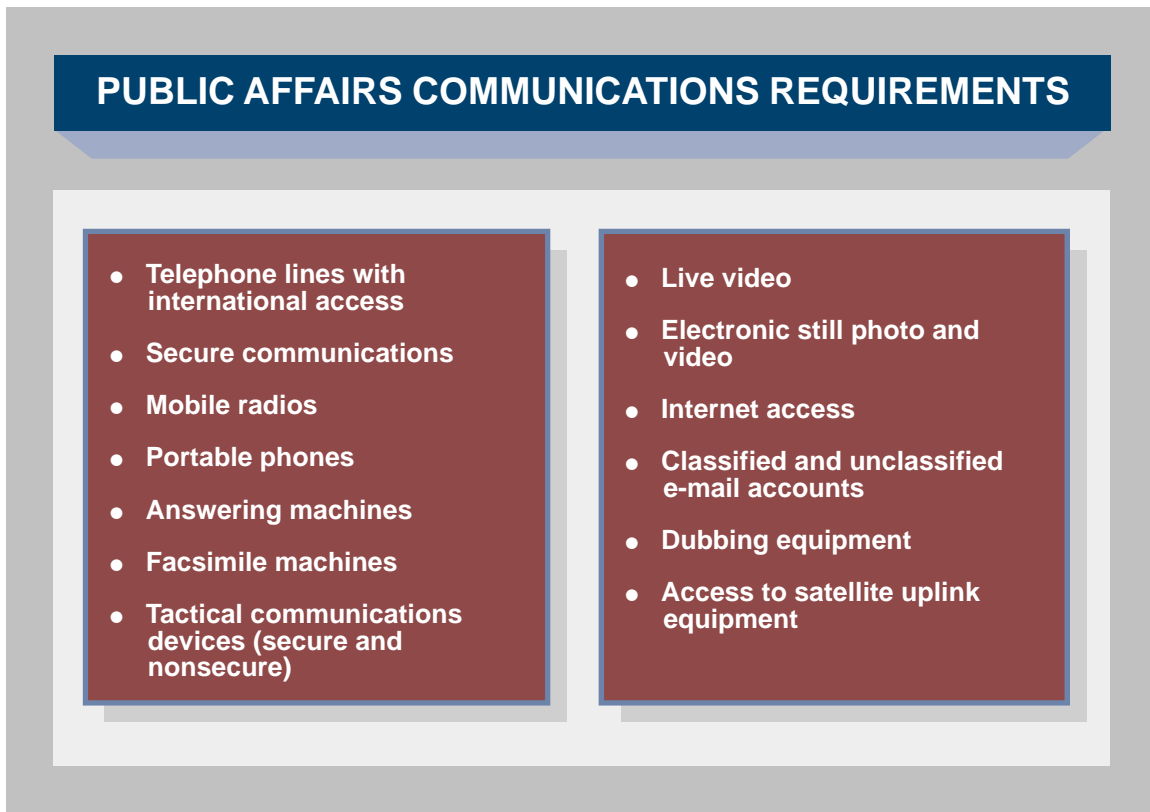 PUBLIC AFFAIRS COMMUNICATIONS REQUIREMENTS
● Telephone lines with
international access
● Secure communications
● Mobile radios
● Portable phones
● Answering machines
● Facsimile machines
● Tactical communications
devices (secure and
nonsecure)
● Live video
● Electronic still photo and
video
● Internet access
● Classified and unclassified
e-mail accounts
● Dubbing equipment
● Access to satellite uplink
equipment